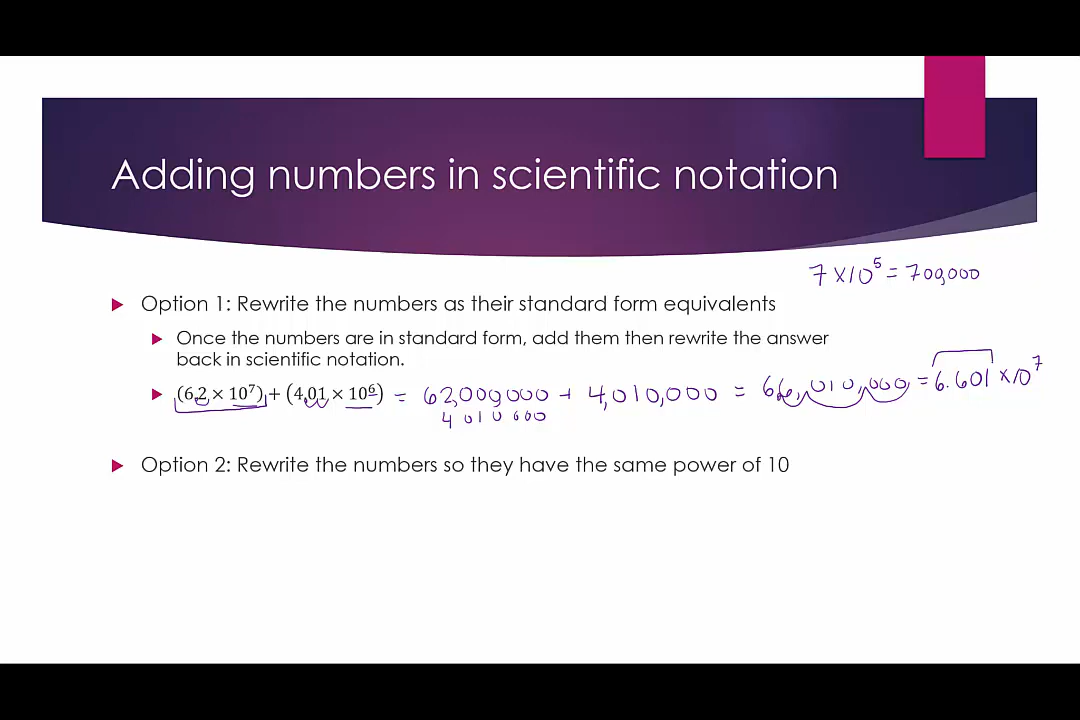 Adding numbers in scientific notation
7 × 10⁵ = 700,000
Option 1: Rewrite the numbers as their standard form equivalents
Once the numbers are in standard form, add them then rewrite the answer
back in scientific notation.
(6.2 × 10⁷) + (4.01 × 10⁶) = 62,000,000 + 4,010,000 = 66,010,000 = 6.601 × 10⁷
4 010 000
Option 2: Rewrite the numbers so they have the same power of 10